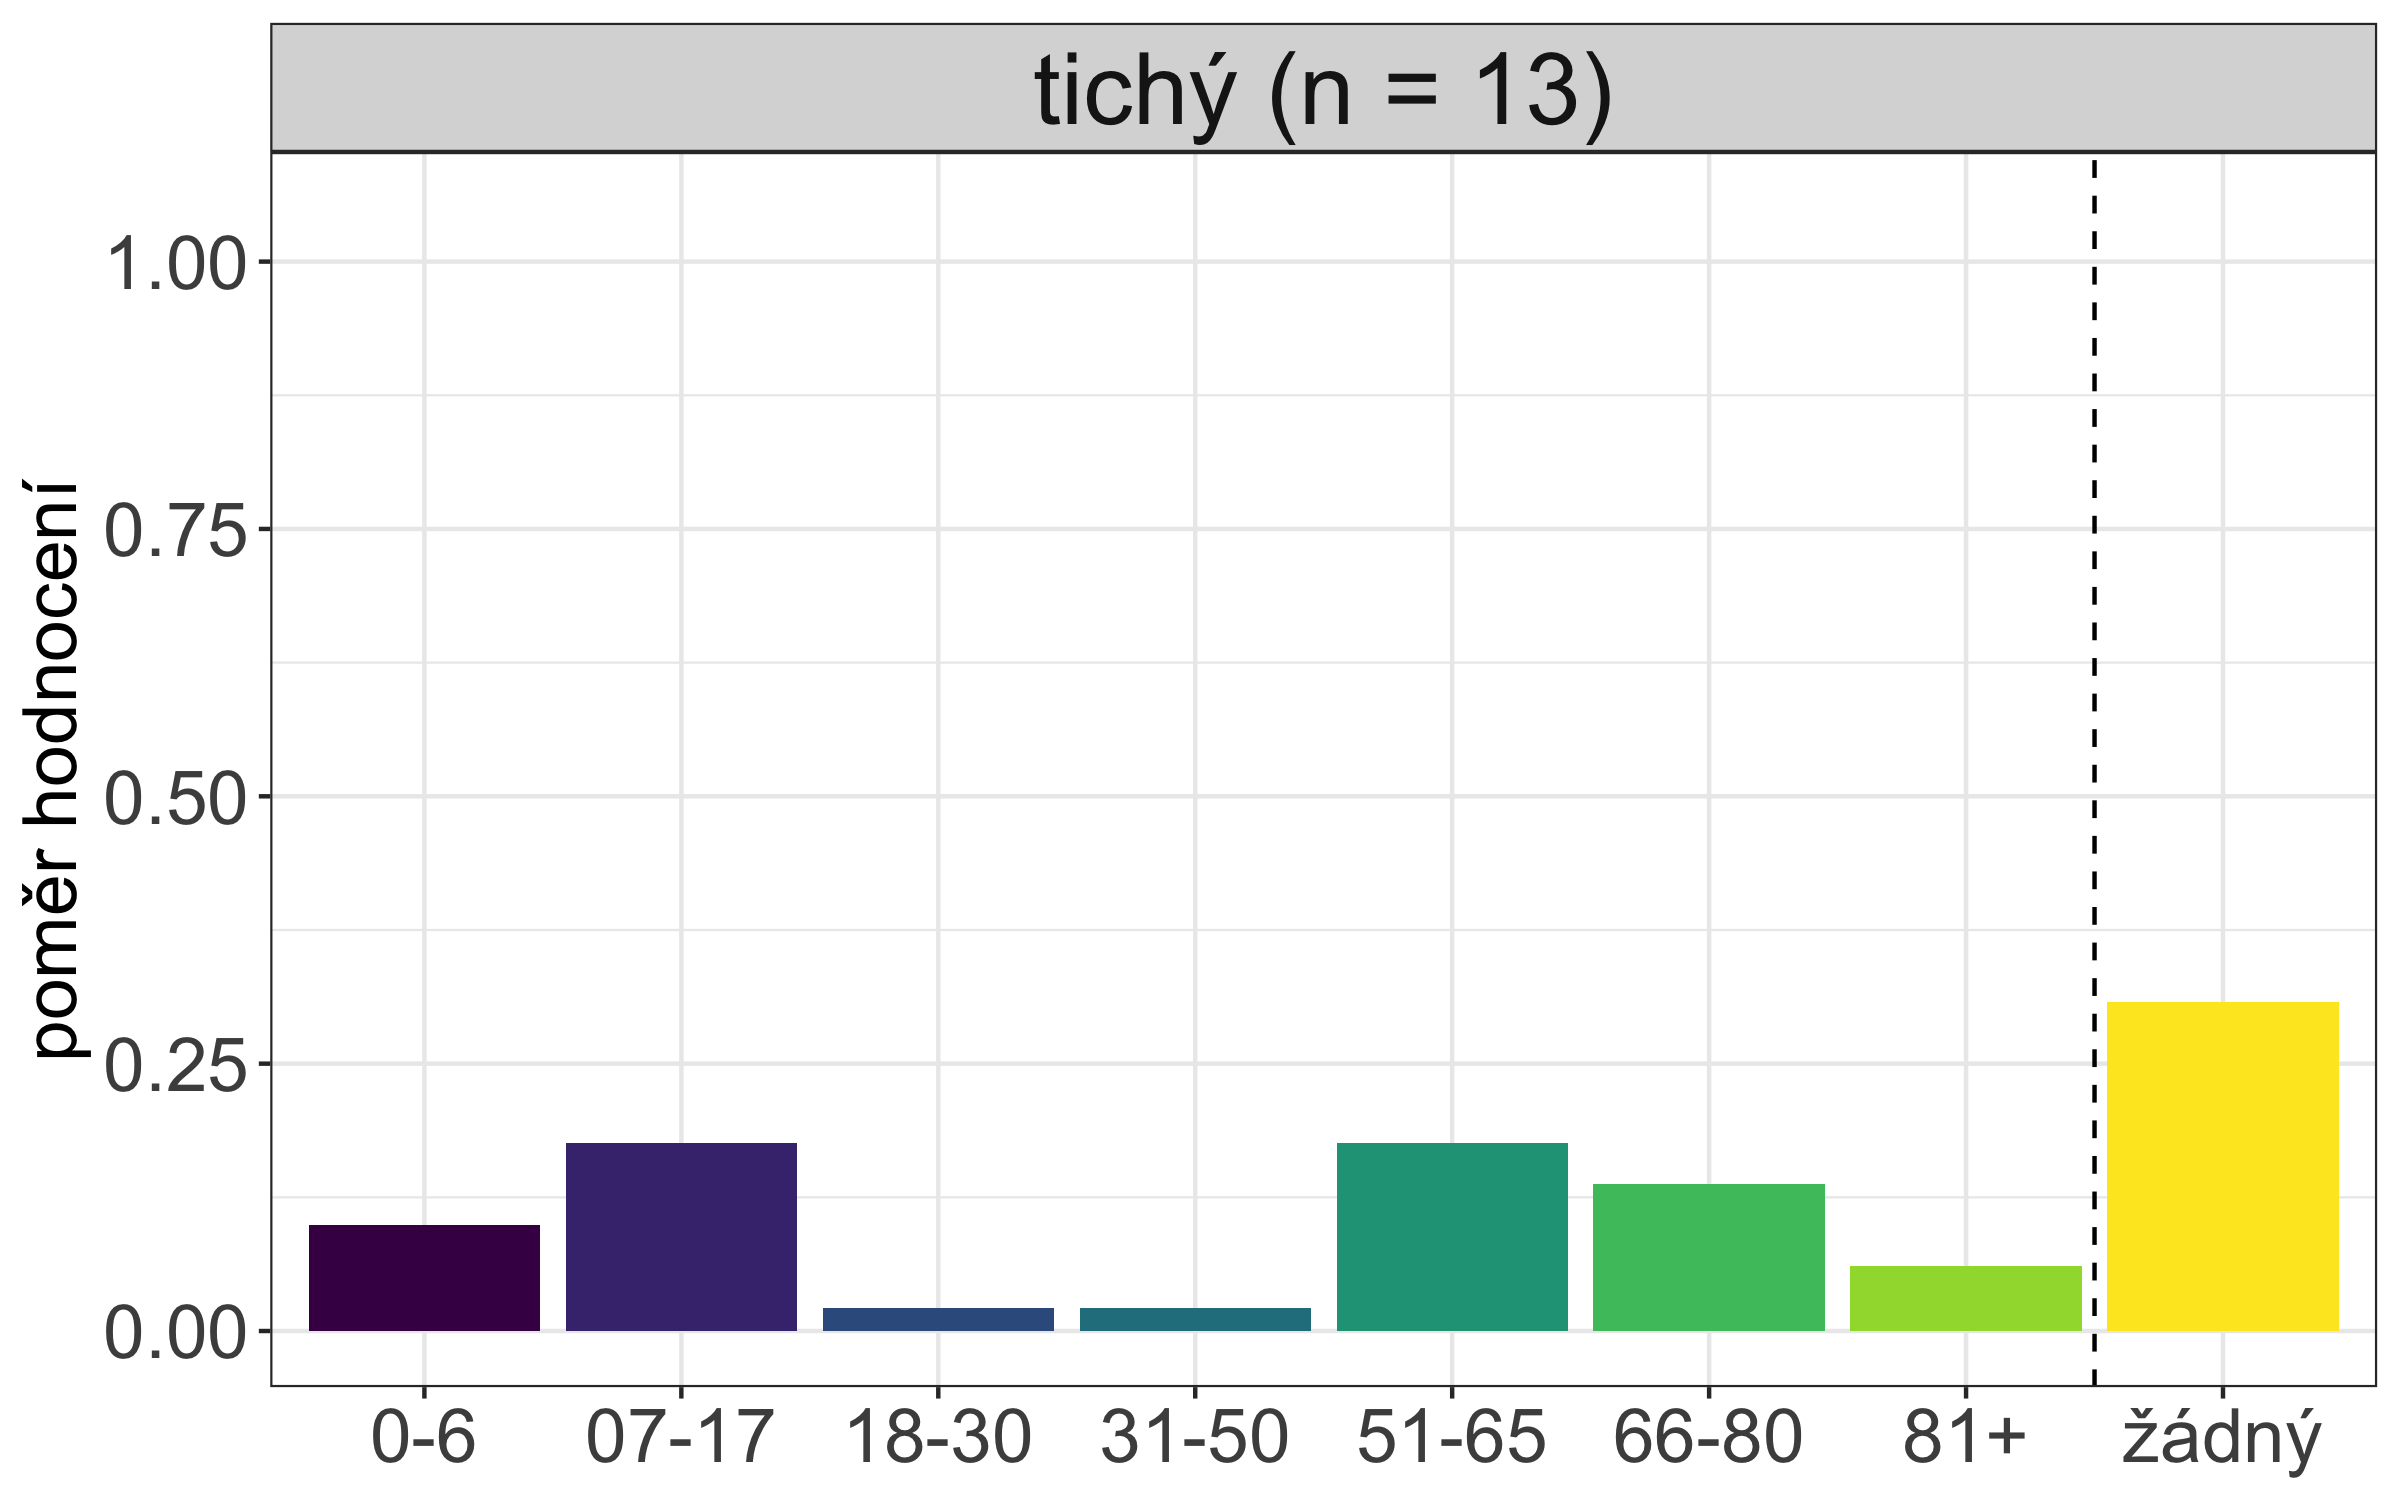 tichý (n = 13)
poměr hodnocení
1.00
0.75
0.50
0.25
0.00
0-6 07-17 18-30 31-50 51-65 66-80 81+ žádný